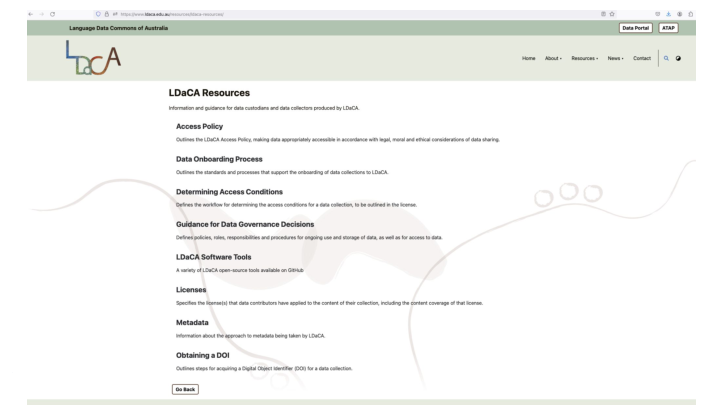 https://www.ldaca.edu.au/resources/ldaca-resources/
Language Data Commons of Australia
Data Portal
ATAP
LDaCA
Home
About
Resources
News
Contact
LDaCA Resources
Information and guidance for data custodians and data collectors produced by LDaCA.
Access Policy
Outlines the LDaCA Access Policy, making data appropriately accessible in accordance with legal, moral and ethical considerations of data sharing.
Data Onboarding Process
Outlines the standards and processes that support the onboarding of data collections to LDaCA.
Determining Access Conditions
Defines the workflow for determining the access conditions for a data collection, to be outlined in the license.
Guidance for Data Governance Decisions
Defines policies, roles, responsibilities and procedures for ongoing use and storage of data, as well as for access to data.
LDaCA Software Tools
A variety of LDaCA open-source tools available on GitHub
Licenses
Specifies the license(s) that data contributors have applied to the content of their collection, including the content coverage of that license.
Metadata
Information about the approach to metadata being taken by LDaCA.
Obtaining a DOI
Outlines steps for acquiring a Digital Object Identifier (DOI) for a data collection.
Go Back